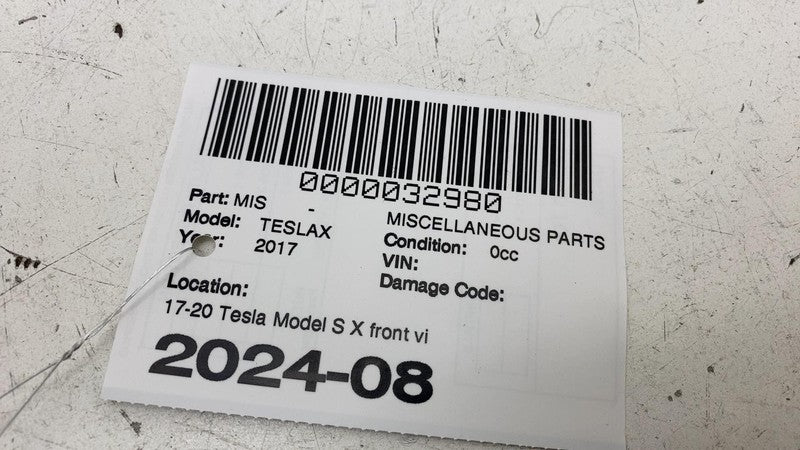 0000032980
Part: MIS - MISCELLANEOUS PARTS
Model: TESLAX Condition: 0cc
Year: 2017 VIN:
Damage Code:
Location:
17-20 Tesla Model S X front vi
2024-08